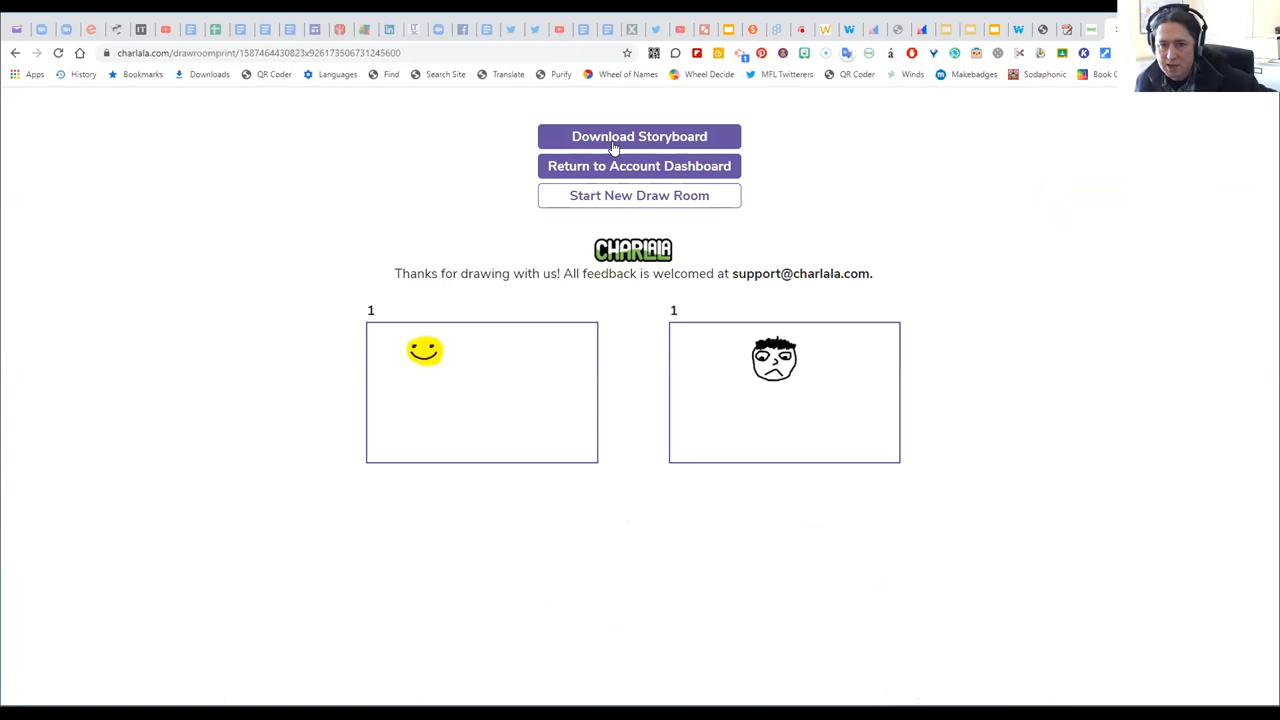 charlala.com/drawroomprint/1587464430823x926173506731245600
Apps History Bookmarks Downloads QR Coder Languages Find Search Site Translate Purify Wheel of Names Wheel Decide MFL Twitterers QR Coder Winds Makebadges Sodaphonic Book C
Download Storyboard
Return to Account Dashboard
Start New Draw Room
CHARLALA
Thanks for drawing with us! All feedback is welcomed at support@charlala.com.
1 1